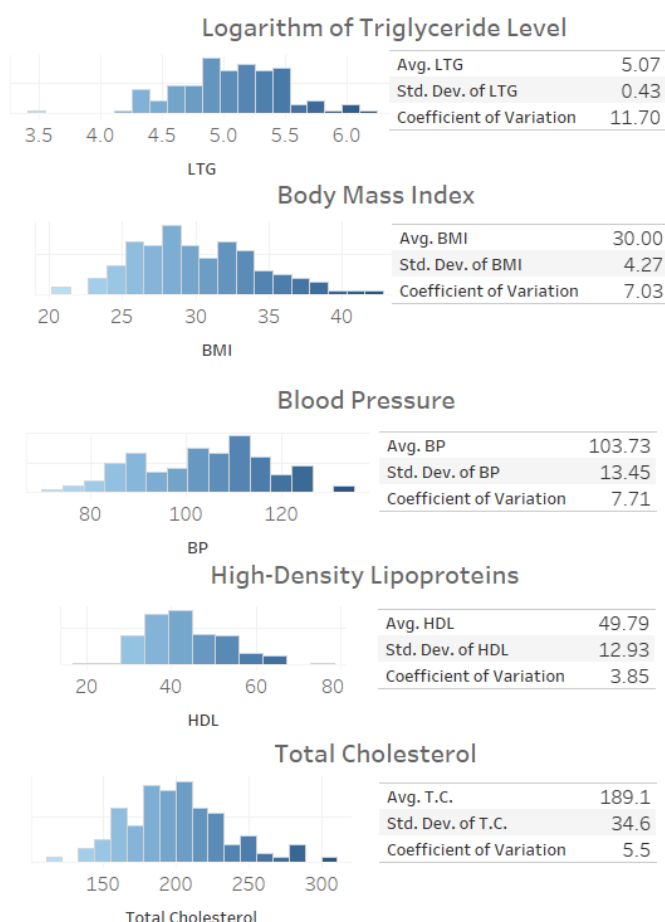 Logarithm of Triglyceride Level
Avg. LTG 5.07
Std. Dev. of LTG 0.43
Coefficient of Variation 11.70
3.5 4.0 4.5 5.0 5.5 6.0
LTG
Body Mass Index
Avg. BMI 30.00
Std. Dev. of BMI 4.27
Coefficient of Variation 7.03
20 25 30 35 40
BMI
Blood Pressure
Avg. BP 103.73
Std. Dev. of BP 13.45
Coefficient of Variation 7.71
80 100 120
BP
High-Density Lipoproteins
Avg. HDL 49.79
Std. Dev. of HDL 12.93
Coefficient of Variation 3.85
20 40 60 80
HDL
Total Cholesterol
Avg. T.C. 189.1
Std. Dev. of T.C. 34.6
Coefficient of Variation 5.5
150 200 250 300
Total Cholesterol